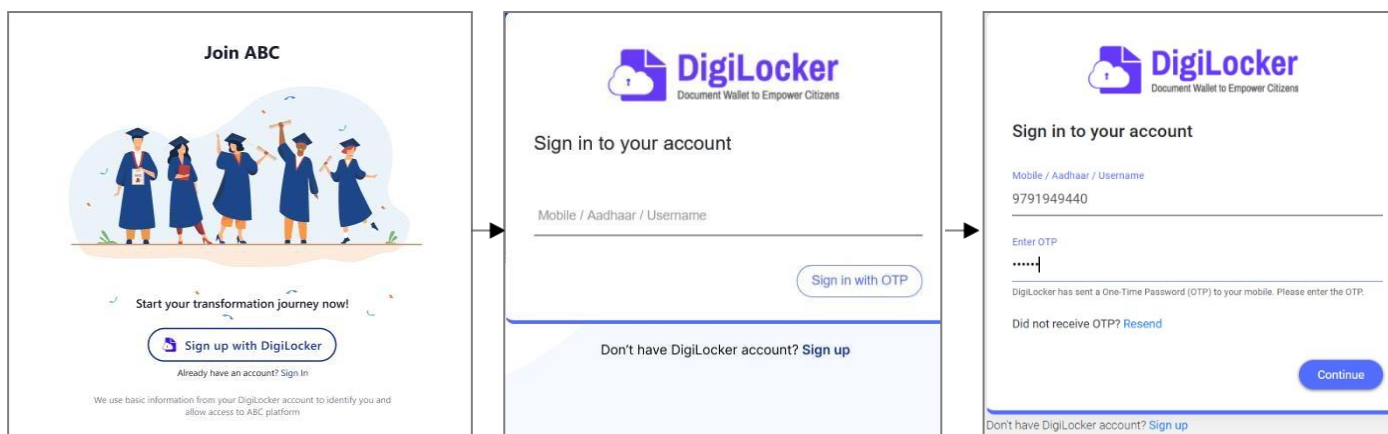 Join ABC
Start your transformation journey now!
Sign up with DigiLocker
Already have an account? Sign In
We use basic information from your DigiLocker account to identify you and
allow access to ABC platform
DigiLocker
Document Wallet to Empower Citizens
Sign in to your account
Mobile / Aadhaar / Username
Sign in with OTP
Don't have DigiLocker account? Sign up
DigiLocker
Document Wallet to Empower Citizens
Sign in to your account
Mobile / Aadhaar / Username
9791949440
Enter OTP
••••••
DigiLocker has sent a One-Time Password (OTP) to your mobile. Please enter the OTP.
Did not receive OTP? Resend
Continue
Don't have DigiLocker account? Sign up